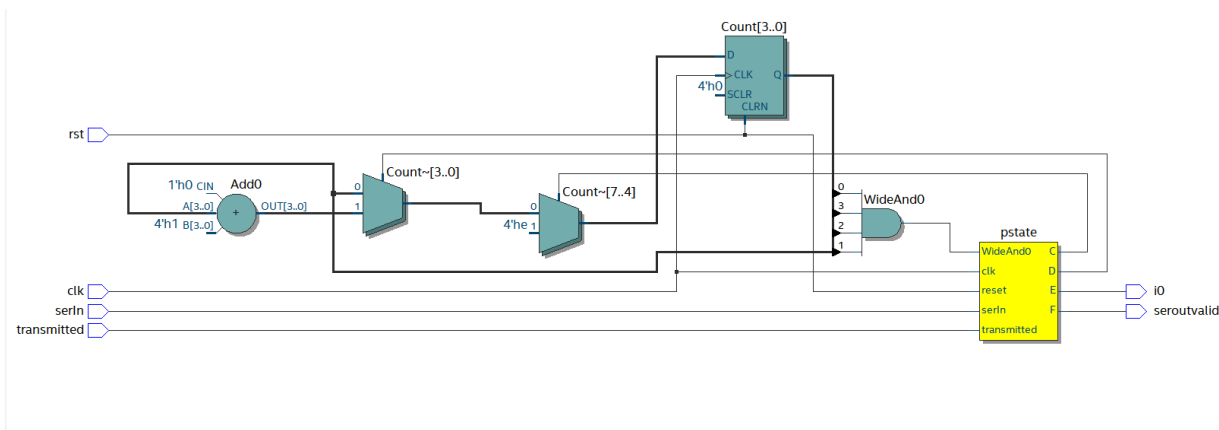 Count[3..0]
D
CLK
Q
4'h0
SCLR
CLRN
rst
Count~[3..0]
1'h0 CIN
Add0
0
Count~[7..4]
0
WideAnd0
A[3..0]
+
OUT[3..0]
1
0
3
4'h1 B[3..0]
4'he 1
2
pstate
1
WideAnd0
C
clk
D
clk
reset
E
i0
serIn
serIn
F
seroutvalid
transmitted
transmitted